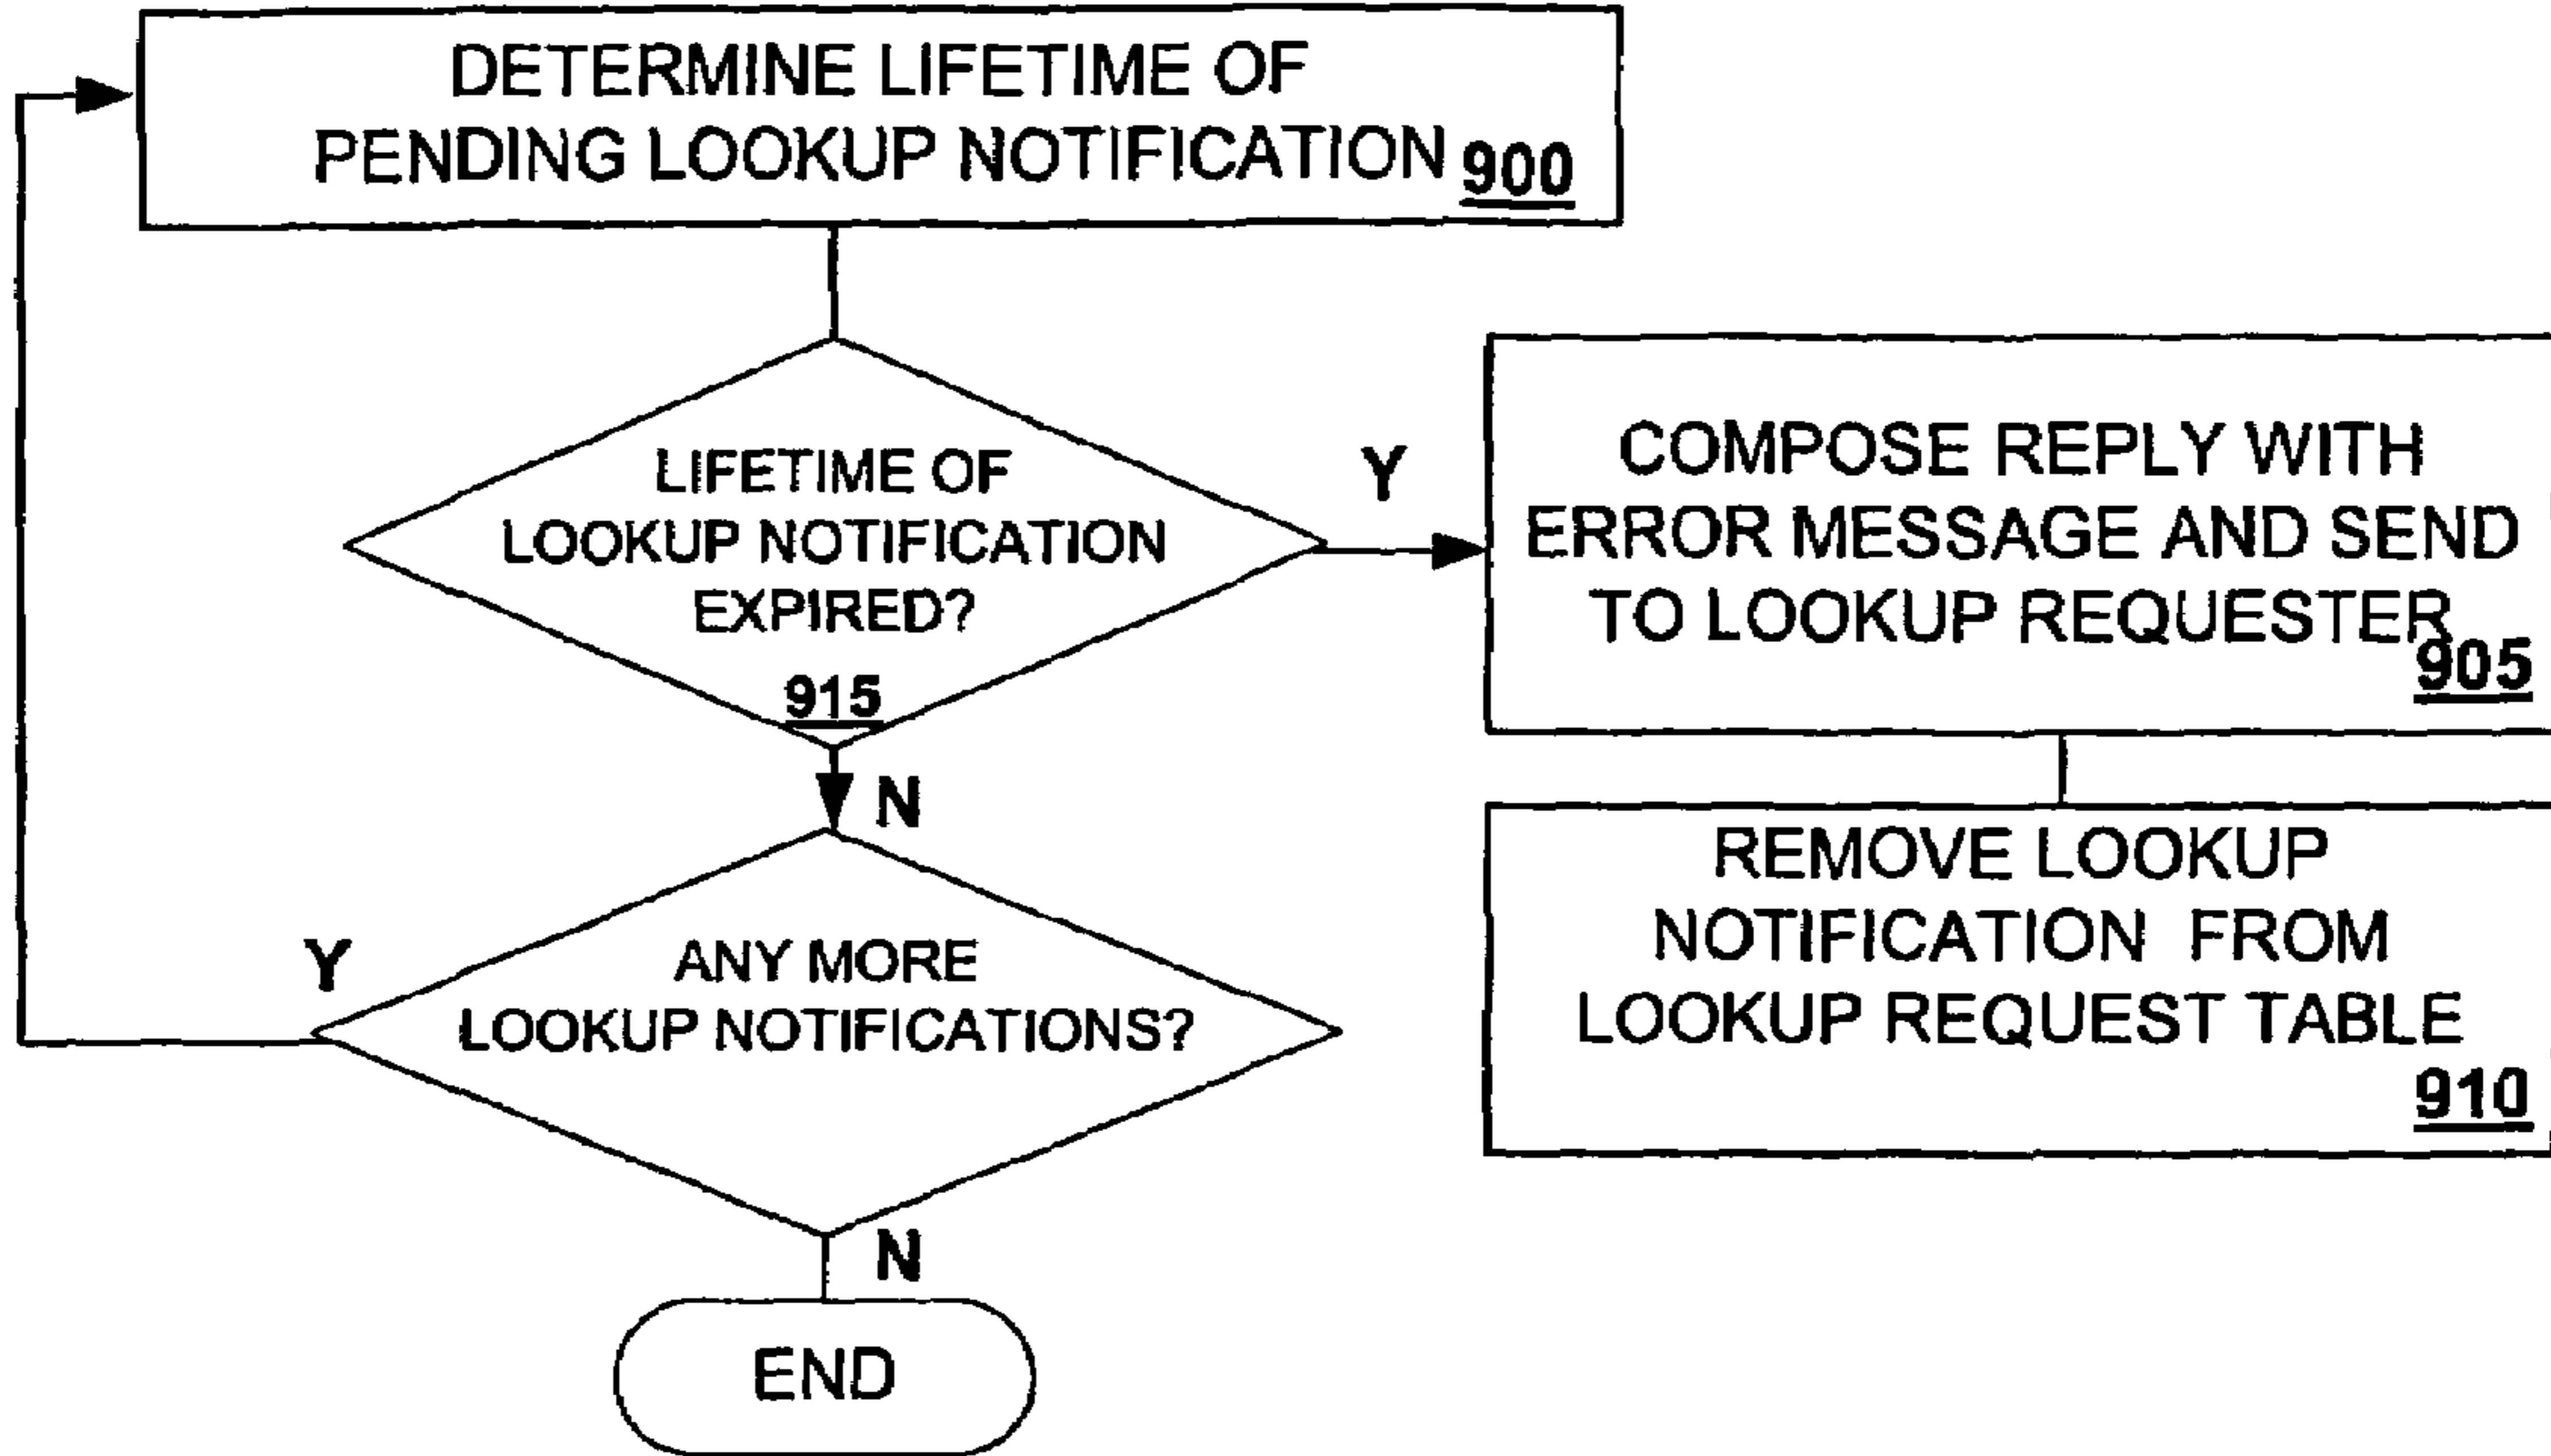 DETERMINE LIFETIME OF
PENDING LOOKUP NOTIFICATION 900
LIFETIME OF
LOOKUP NOTIFICATION
EXPIRED?
915
Y
COMPOSE REPLY WITH
ERROR MESSAGE AND SEND
TO LOOKUP REQUESTER
905
N
REMOVE LOOKUP
NOTIFICATION FROM
LOOKUP REQUEST TABLE
910
Y
ANY MORE
LOOKUP NOTIFICATIONS?
N
END